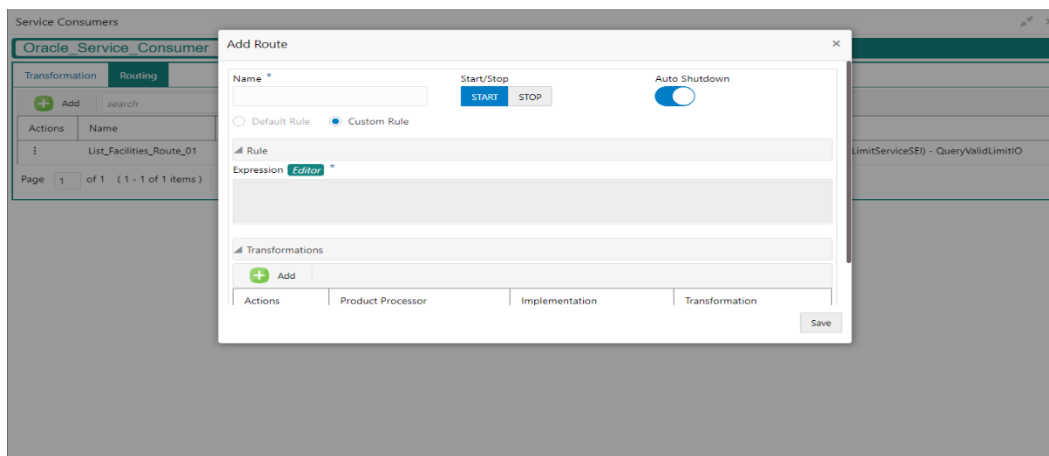 Service Consumers
Oracle_Service_Consumer
Transformation Routing
Add search
Actions Name
List_Facilities_Route_01
LimitServiceSEI) - QueryValidLimitIO
Page 1 of 1 ( 1 - 1 of 1 items )
Add Route ×
Name * Start/Stop Auto Shutdown
START STOP
Default Rule Custom Rule
Rule
Expression Editor *
Transformations
Add
Actions Product Processor Implementation Transformation
Save